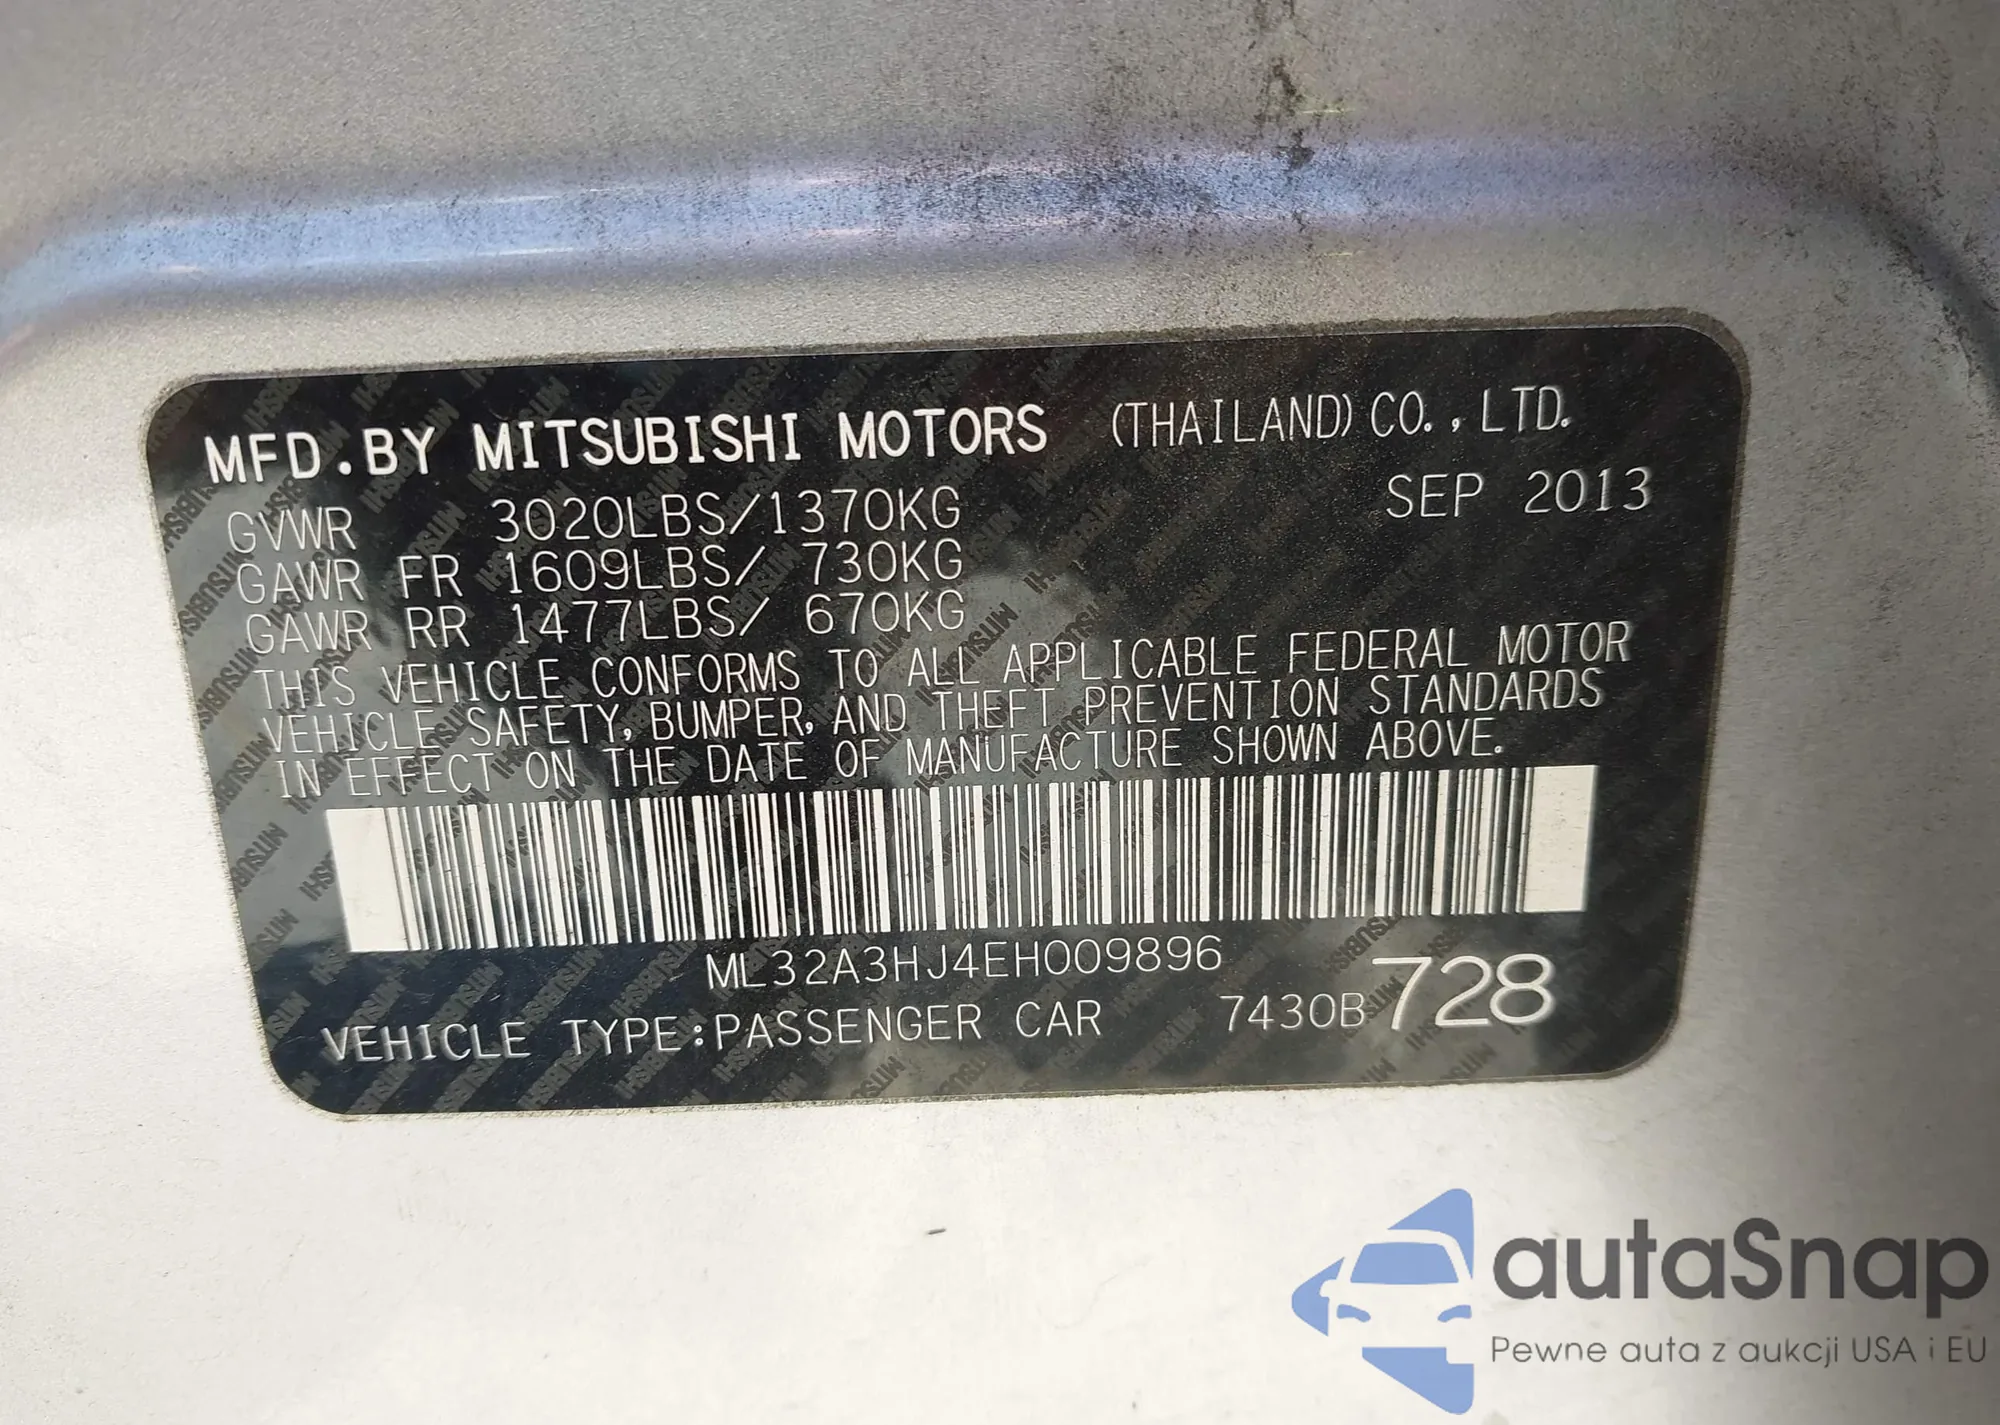 MFD.BY MITSUBISHI MOTORS (THAILAND) CO., LTD.
SEP 2013
GVWR 3020LBS/1370KG
GAWR FR 1609LBS/ 730KG
GAWR RR 1477LBS/ 670KG
THIS VEHICLE CONFORMS TO ALL APPLICABLE FEDERAL MOTOR
VEHICLE SAFETY, BUMPER, AND THEFT PREVENTION STANDARDS
IN EFFECT ON THE DATE OF MANUFACTURE SHOWN ABOVE.
ML32A3HJ4EH009896
VEHICLE TYPE:PASSENGER CAR 7430B 728
autaSnap
Pewne auta z aukcji USA i EU